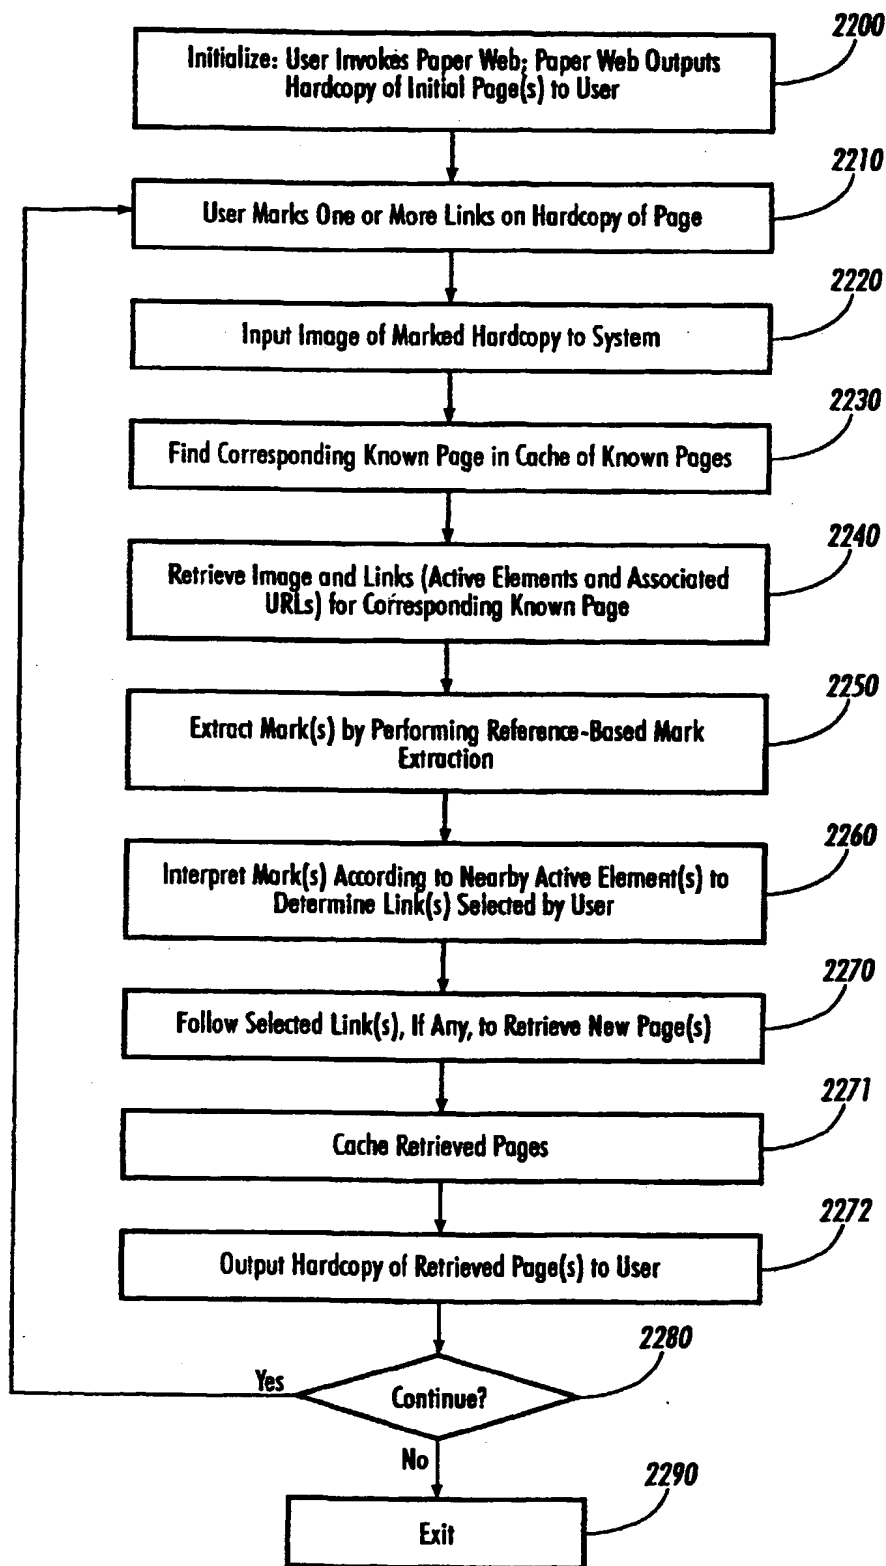 2200
Initialize: User Invokes Paper Web; Paper Web Outputs
Hardcopy of Initial Page(s) to User
2210
User Marks One or More Links on Hardcopy of Page
2220
Input Image of Marked Hardcopy to System
2230
Find Corresponding Known Page in Cache of Known Pages
2240
Retrieve Image and Links (Active Elements and Associated
URLs) for Corresponding Known Page
2250
Extract Mark(s) by Performing Reference-Based Mark
Extraction
2260
Interpret Mark(s) According to Nearby Active Element(s) to
Determine Link(s) Selected by User
2270
Follow Selected Link(s), If Any, to Retrieve New Page(s)
2271
Cache Retrieved Pages
2272
Output Hardcopy of Retrieved Page(s) to User
2280
Yes
Continue?
No
2290
Exit